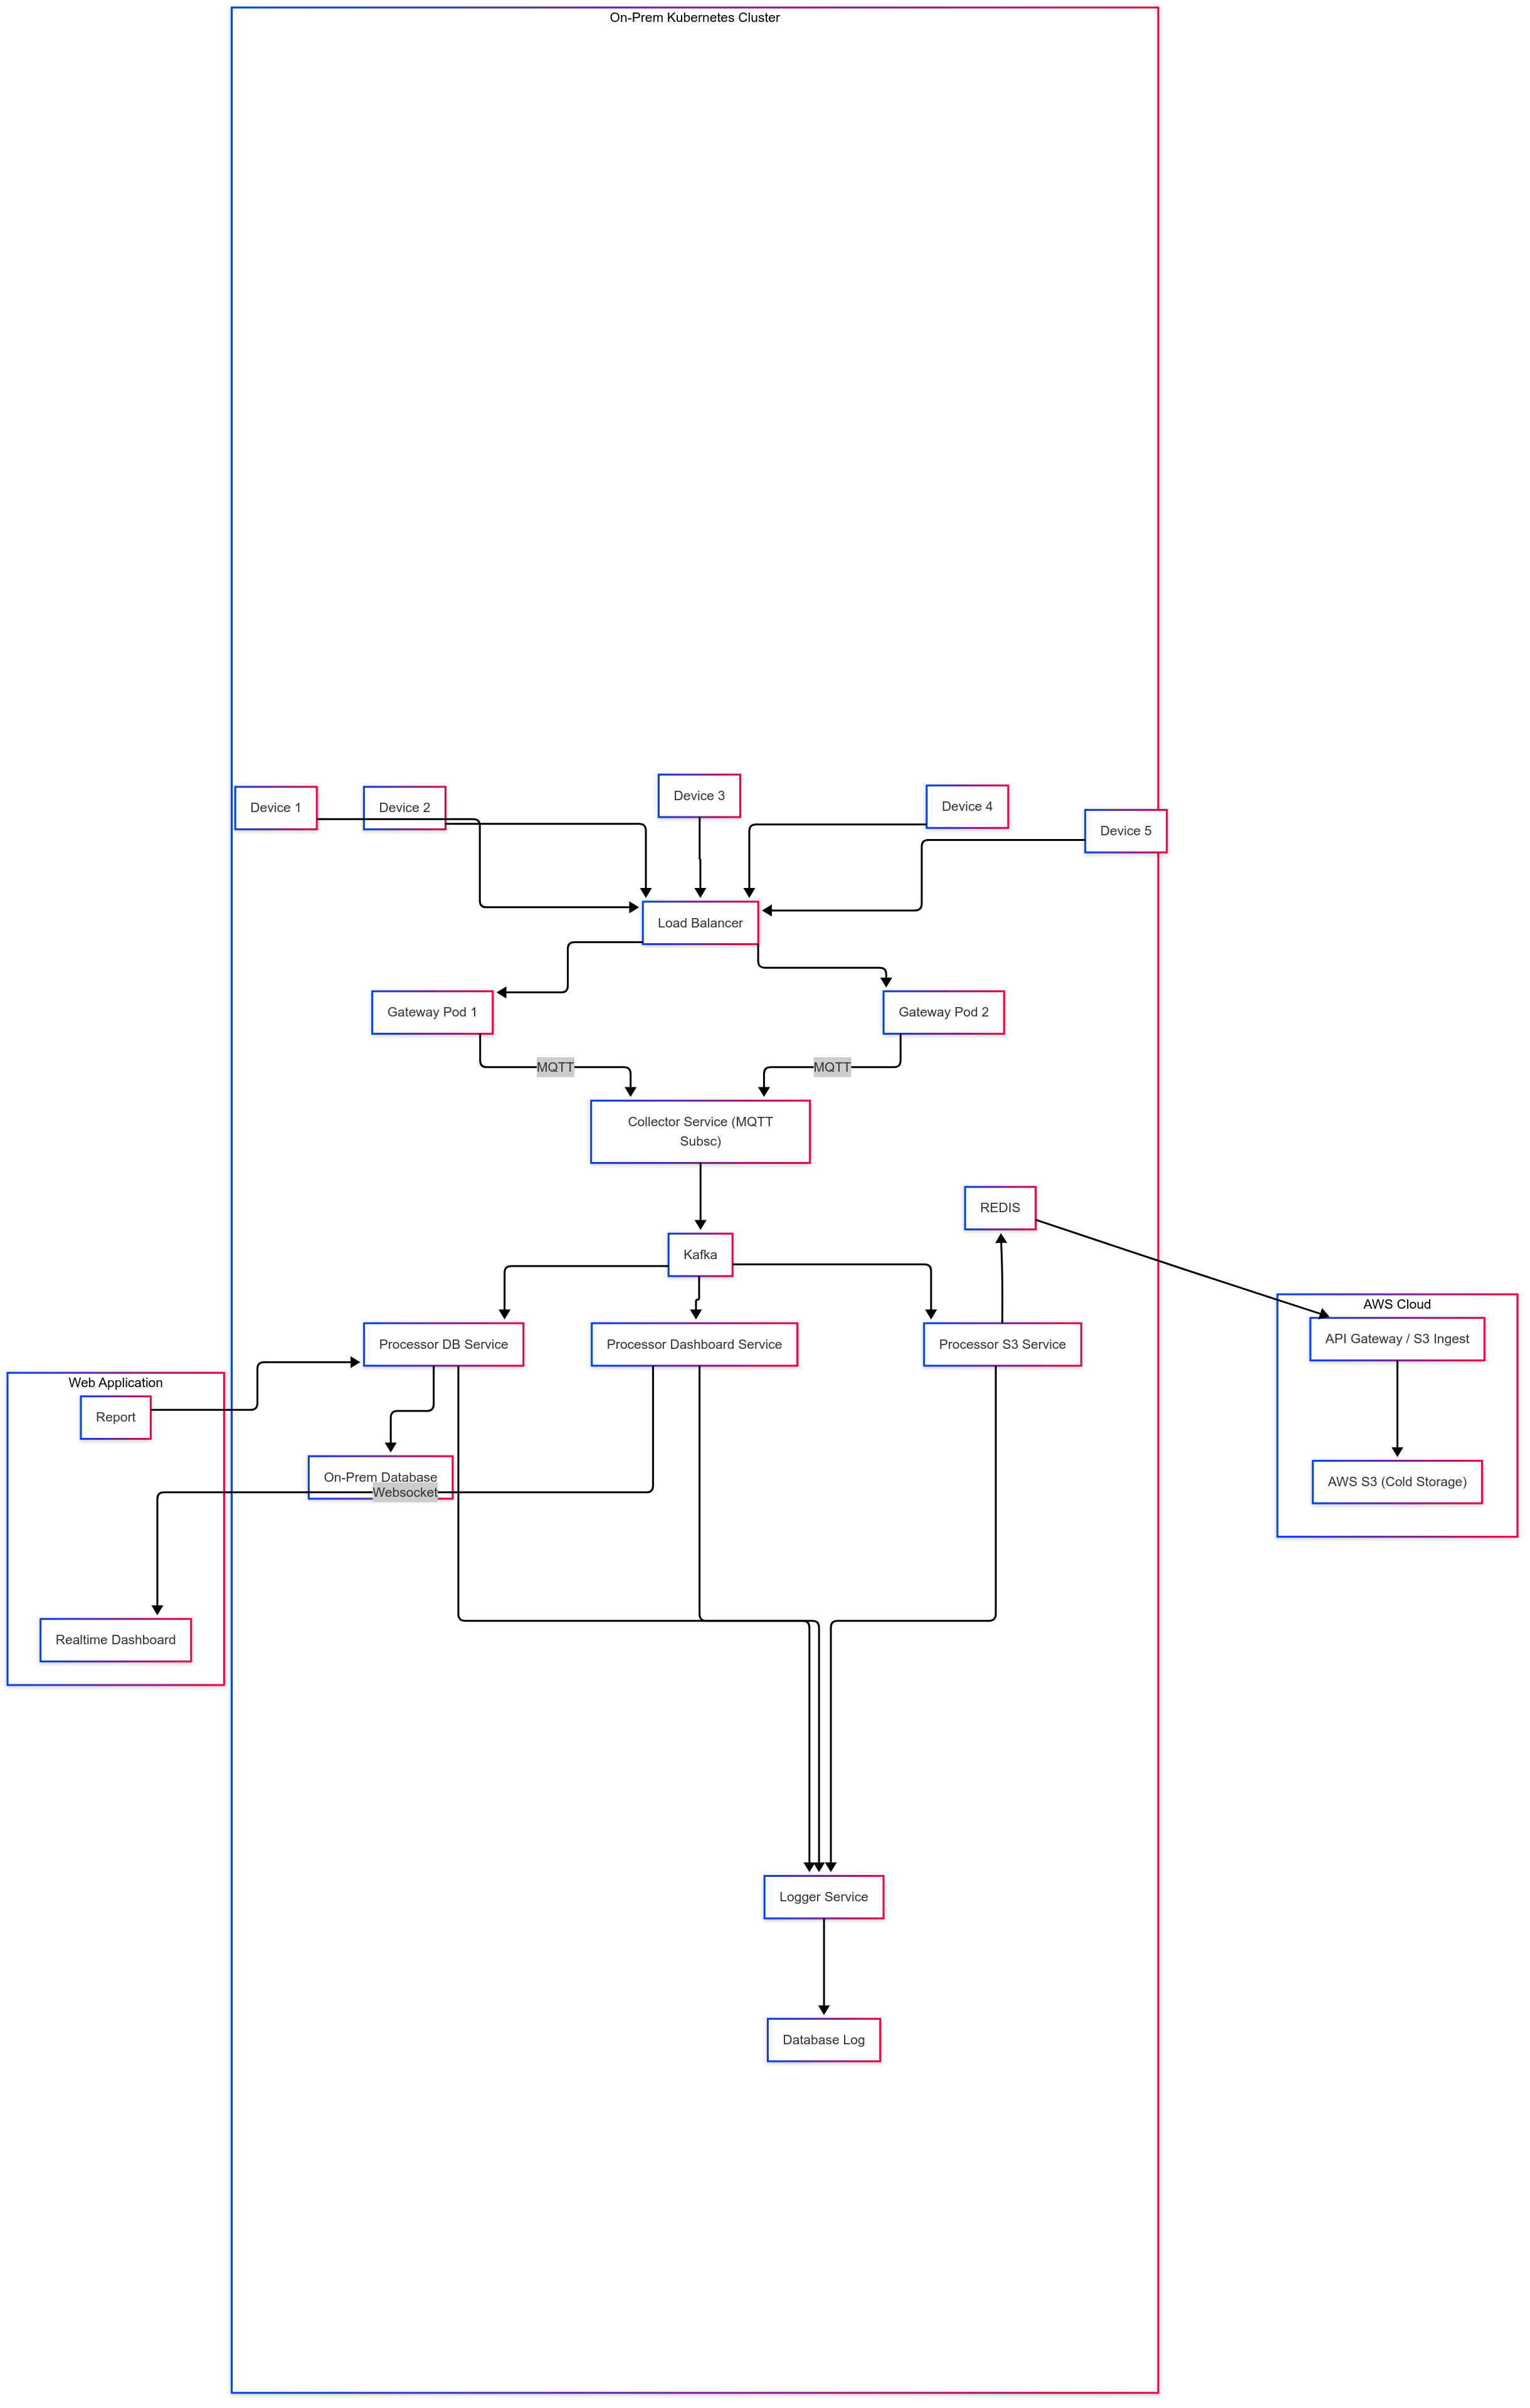 On-Prem Kubernetes Cluster
Device 1
Device 2
Device 3
Device 4
Device 5
Load Balancer
Gateway Pod 1
Gateway Pod 2
MQTT
MQTT
Collector Service (MQTT
Subsc)
REDIS
Kafka
AWS Cloud
API Gateway / S3 Ingest
Processor DB Service
Processor Dashboard Service
Processor S3 Service
Web Application
Report
On-Prem Database
Websocket
AWS S3 (Cold Storage)
Realtime Dashboard
Logger Service
Database Log